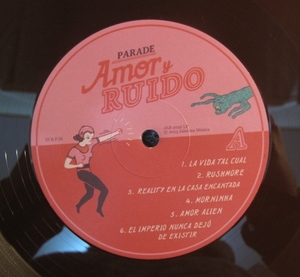 PARADE
Amor y
RUIDO
A
1. LA VIDA TAL CUAL
2. RUSHMORE
3. REALITY EN LA CASA ENCANTADA
4. MORNINHA
5. AMOR ALIEN
6. EL IMPERIO NUNCA DEJÓ
DE EXISTIR